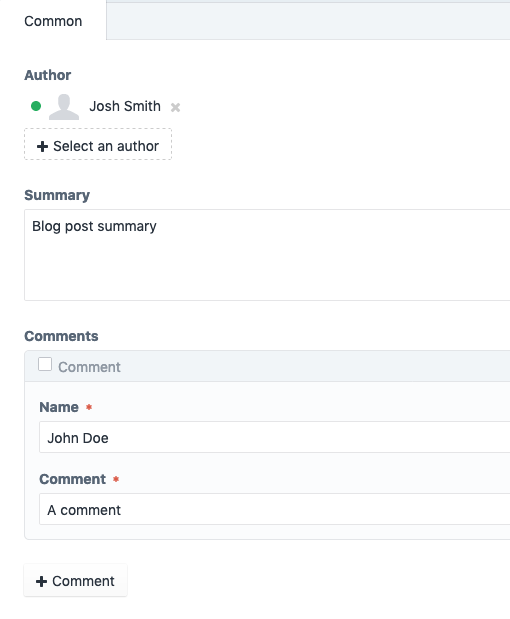 Common
Author
Josh Smith
+ Select an author
Summary
Blog post summary
Comments
Comment
Name *
John Doe
Comment *
A comment
+ Comment